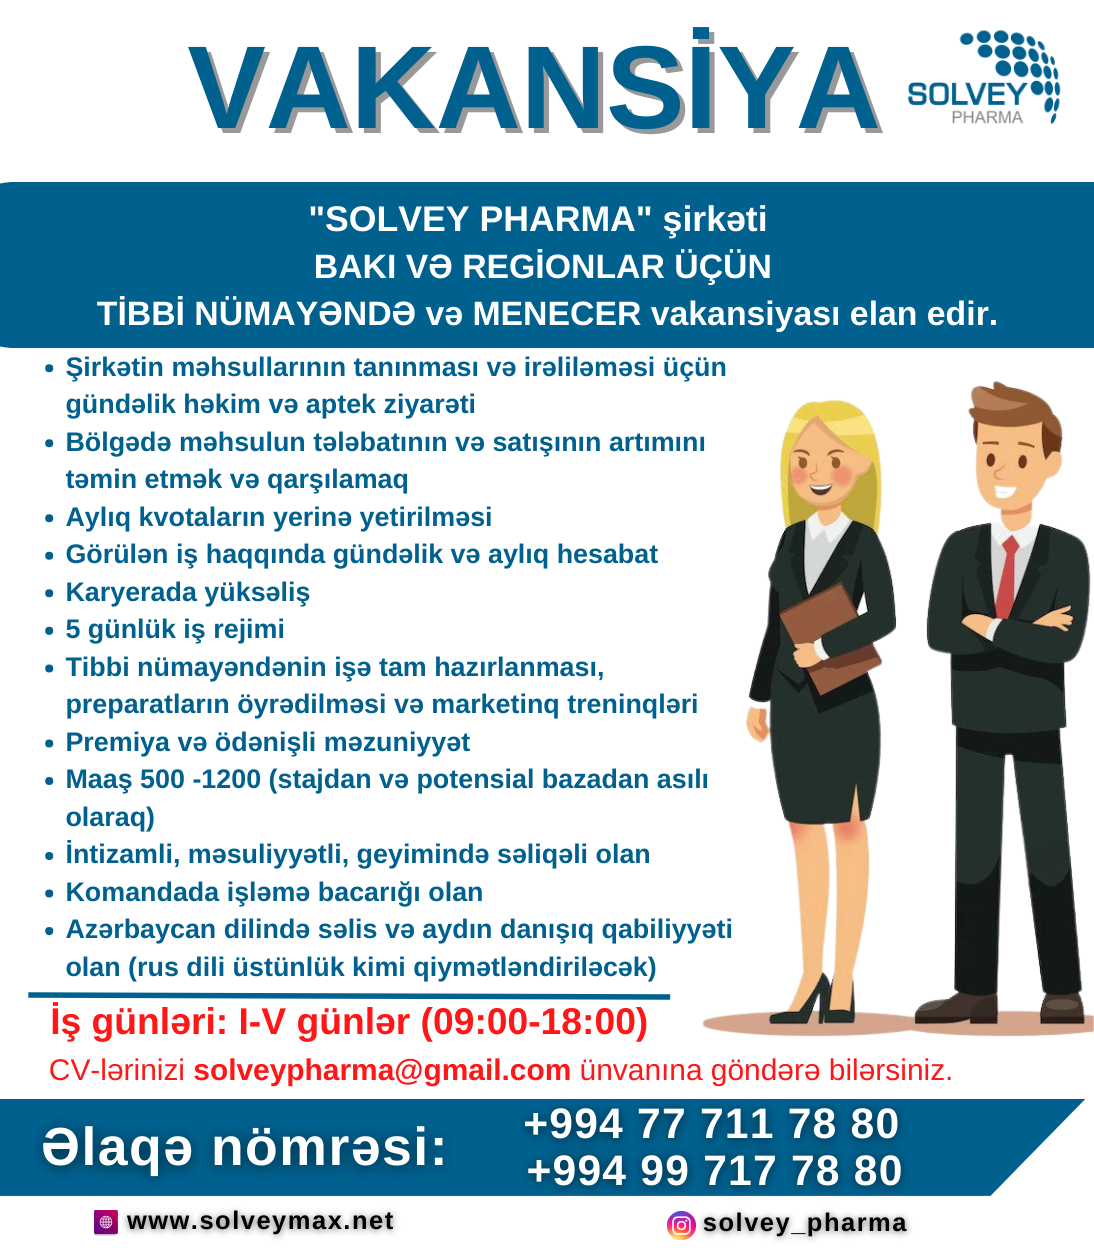 VAKANSİYA
SOLVEY
PHARMA
"SOLVEY PHARMA" şirkəti
BAKI VƏ REGİONLAR ÜÇÜN
TİBBİ NÜMAYƏNDƏ və MENECER vakansiyası elan edir.
• Şirkətin məhsullarının tanınması və irəliləməsi üçün
gündəlik həkim və aptek ziyarəti
• Bölgədə məhsulun tələbatının və satışının artımını
təmin etmək və qarşılamaq
• Aylıq kvotaların yerinə yetirilməsi
• Görülən iş haqqında gündəlik və aylıq hesabat
• Karyerada yüksəliş
• 5 günlük iş rejimi
• Tibbi nümayəndənin işə tam hazırlanması,
preparatların öyrədilməsi və marketinq treninqləri
• Premiya və ödənişli məzuniyyət
• Maaş 500 -1200 (stajdan və potensial bazadan asılı
olaraq)
• İntizamli, məsuliyyətli, geyimində səliqəli olan
• Komandada işləmə bacarığı olan
• Azərbaycan dilində səlis və aydın danışıq qabiliyyəti
olan (rus dili üstünlük kimi qiymətləndiriləcək)
İş günləri: I-V günlər (09:00-18:00)
CV-lərinizi solveypharma@gmail.com ünvanına göndərə bilərsiniz.
Əlaqə nömrəsi:
+994 77 711 78 80
+994 99 717 78 80
www.solveymax.net
solvey_pharma